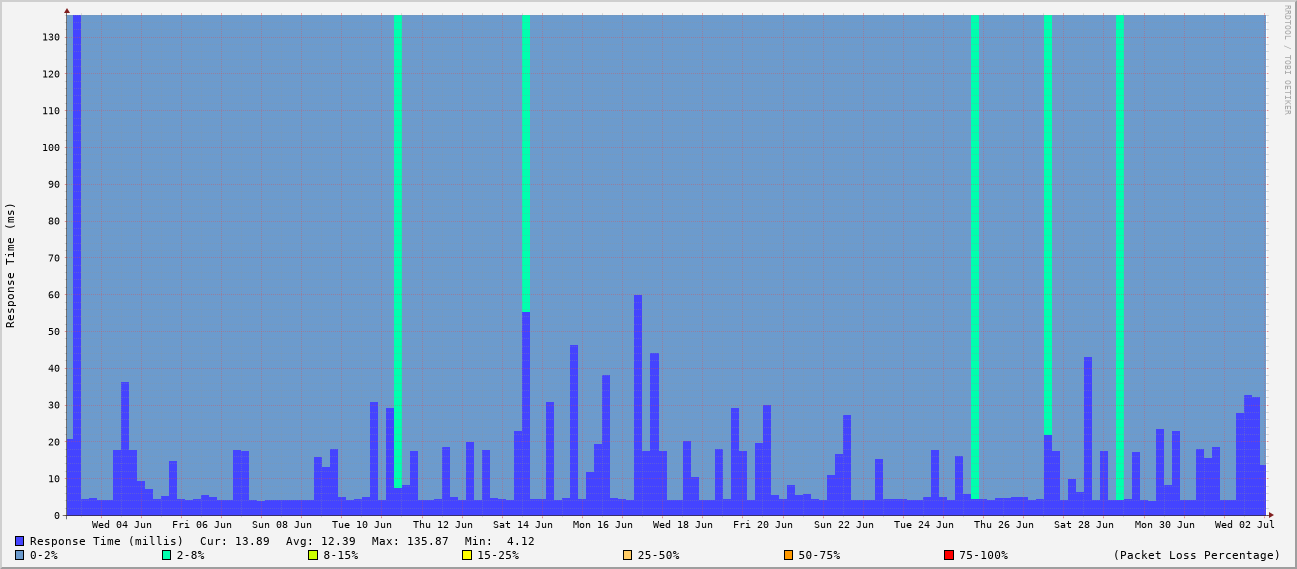 RRDTOOL / TOBI OETIKER
Response Time (ms)
130
120
110
100
90
80
70
60
50
40
30
20
10
0
Wed 04 Jun Fri 06 Jun Sun 08 Jun Tue 10 Jun Thu 12 Jun Sat 14 Jun Mon 16 Jun Wed 18 Jun Fri 20 Jun Sun 22 Jun Tue 24 Jun Thu 26 Jun Sat 28 Jun Mon 30 Jun Wed 02 Jul
Response Time (millis) Cur: 13.89 Avg: 12.39 Max: 135.87 Min: 4.12
0-2% 2-8% 8-15% 15-25% 25-50% 50-75% 75-100% (Packet Loss Percentage)